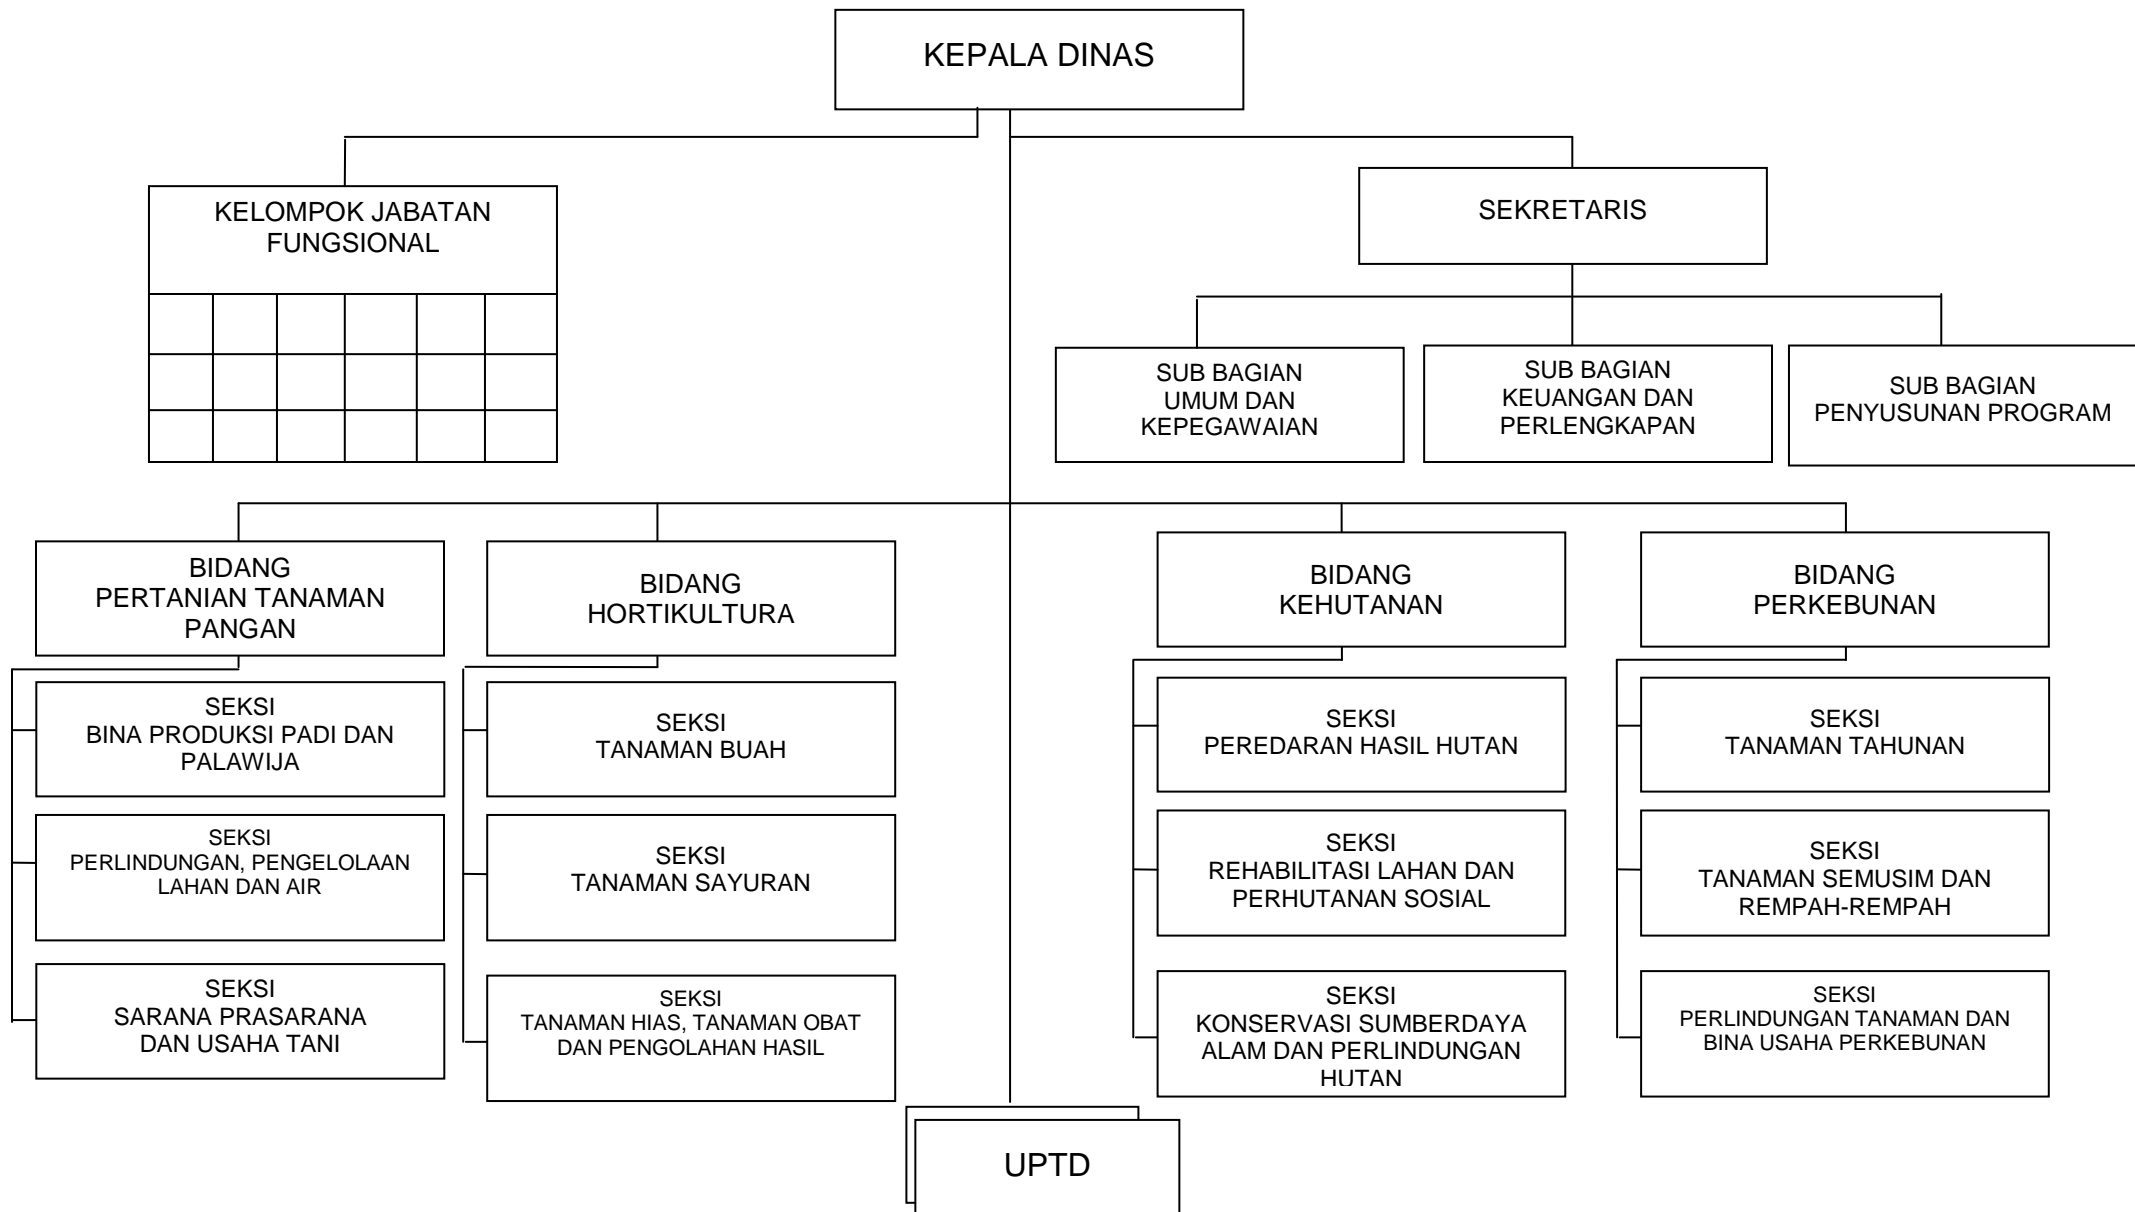 KEPALA DINAS
KELOMPOK JABATAN
FUNGSIONAL
SEKRETARIS
SUB BAGIAN
UMUM DAN
KEPEGAWAIAN
SUB BAGIAN
KEUANGAN DAN
PERLENGKAPAN
SUB BAGIAN
PENYUSUNAN PROGRAM
BIDANG
PERTANIAN TANAMAN
PANGAN
BIDANG
HORTIKULTURA
BIDANG
KEHUTANAN
BIDANG
PERKEBUNAN
SEKSI
BINA PRODUKSI PADI DAN
PALAWIJA
SEKSI
TANAMAN BUAH
SEKSI
PEREDARAN HASIL HUTAN
SEKSI
TANAMAN TAHUNAN
SEKSI
PERLINDUNGAN, PENGELOLAAN
LAHAN DAN AIR
SEKSI
TANAMAN SAYURAN
SEKSI
REHABILITASI LAHAN DAN
PERHUTANAN SOSIAL
SEKSI
TANAMAN SEMUSIM DAN
REMPAH-REMPAH
SEKSI
SARANA PRASARANA
DAN USAHA TANI
SEKSI
TANAMAN HIAS, TANAMAN OBAT
DAN PENGOLAHAN HASIL
SEKSI
KONSERVASI SUMBERDAYA
ALAM DAN PERLINDUNGAN
HUTAN
SEKSI
PERLINDUNGAN TANAMAN DAN
BINA USAHA PERKEBUNAN
UPTD